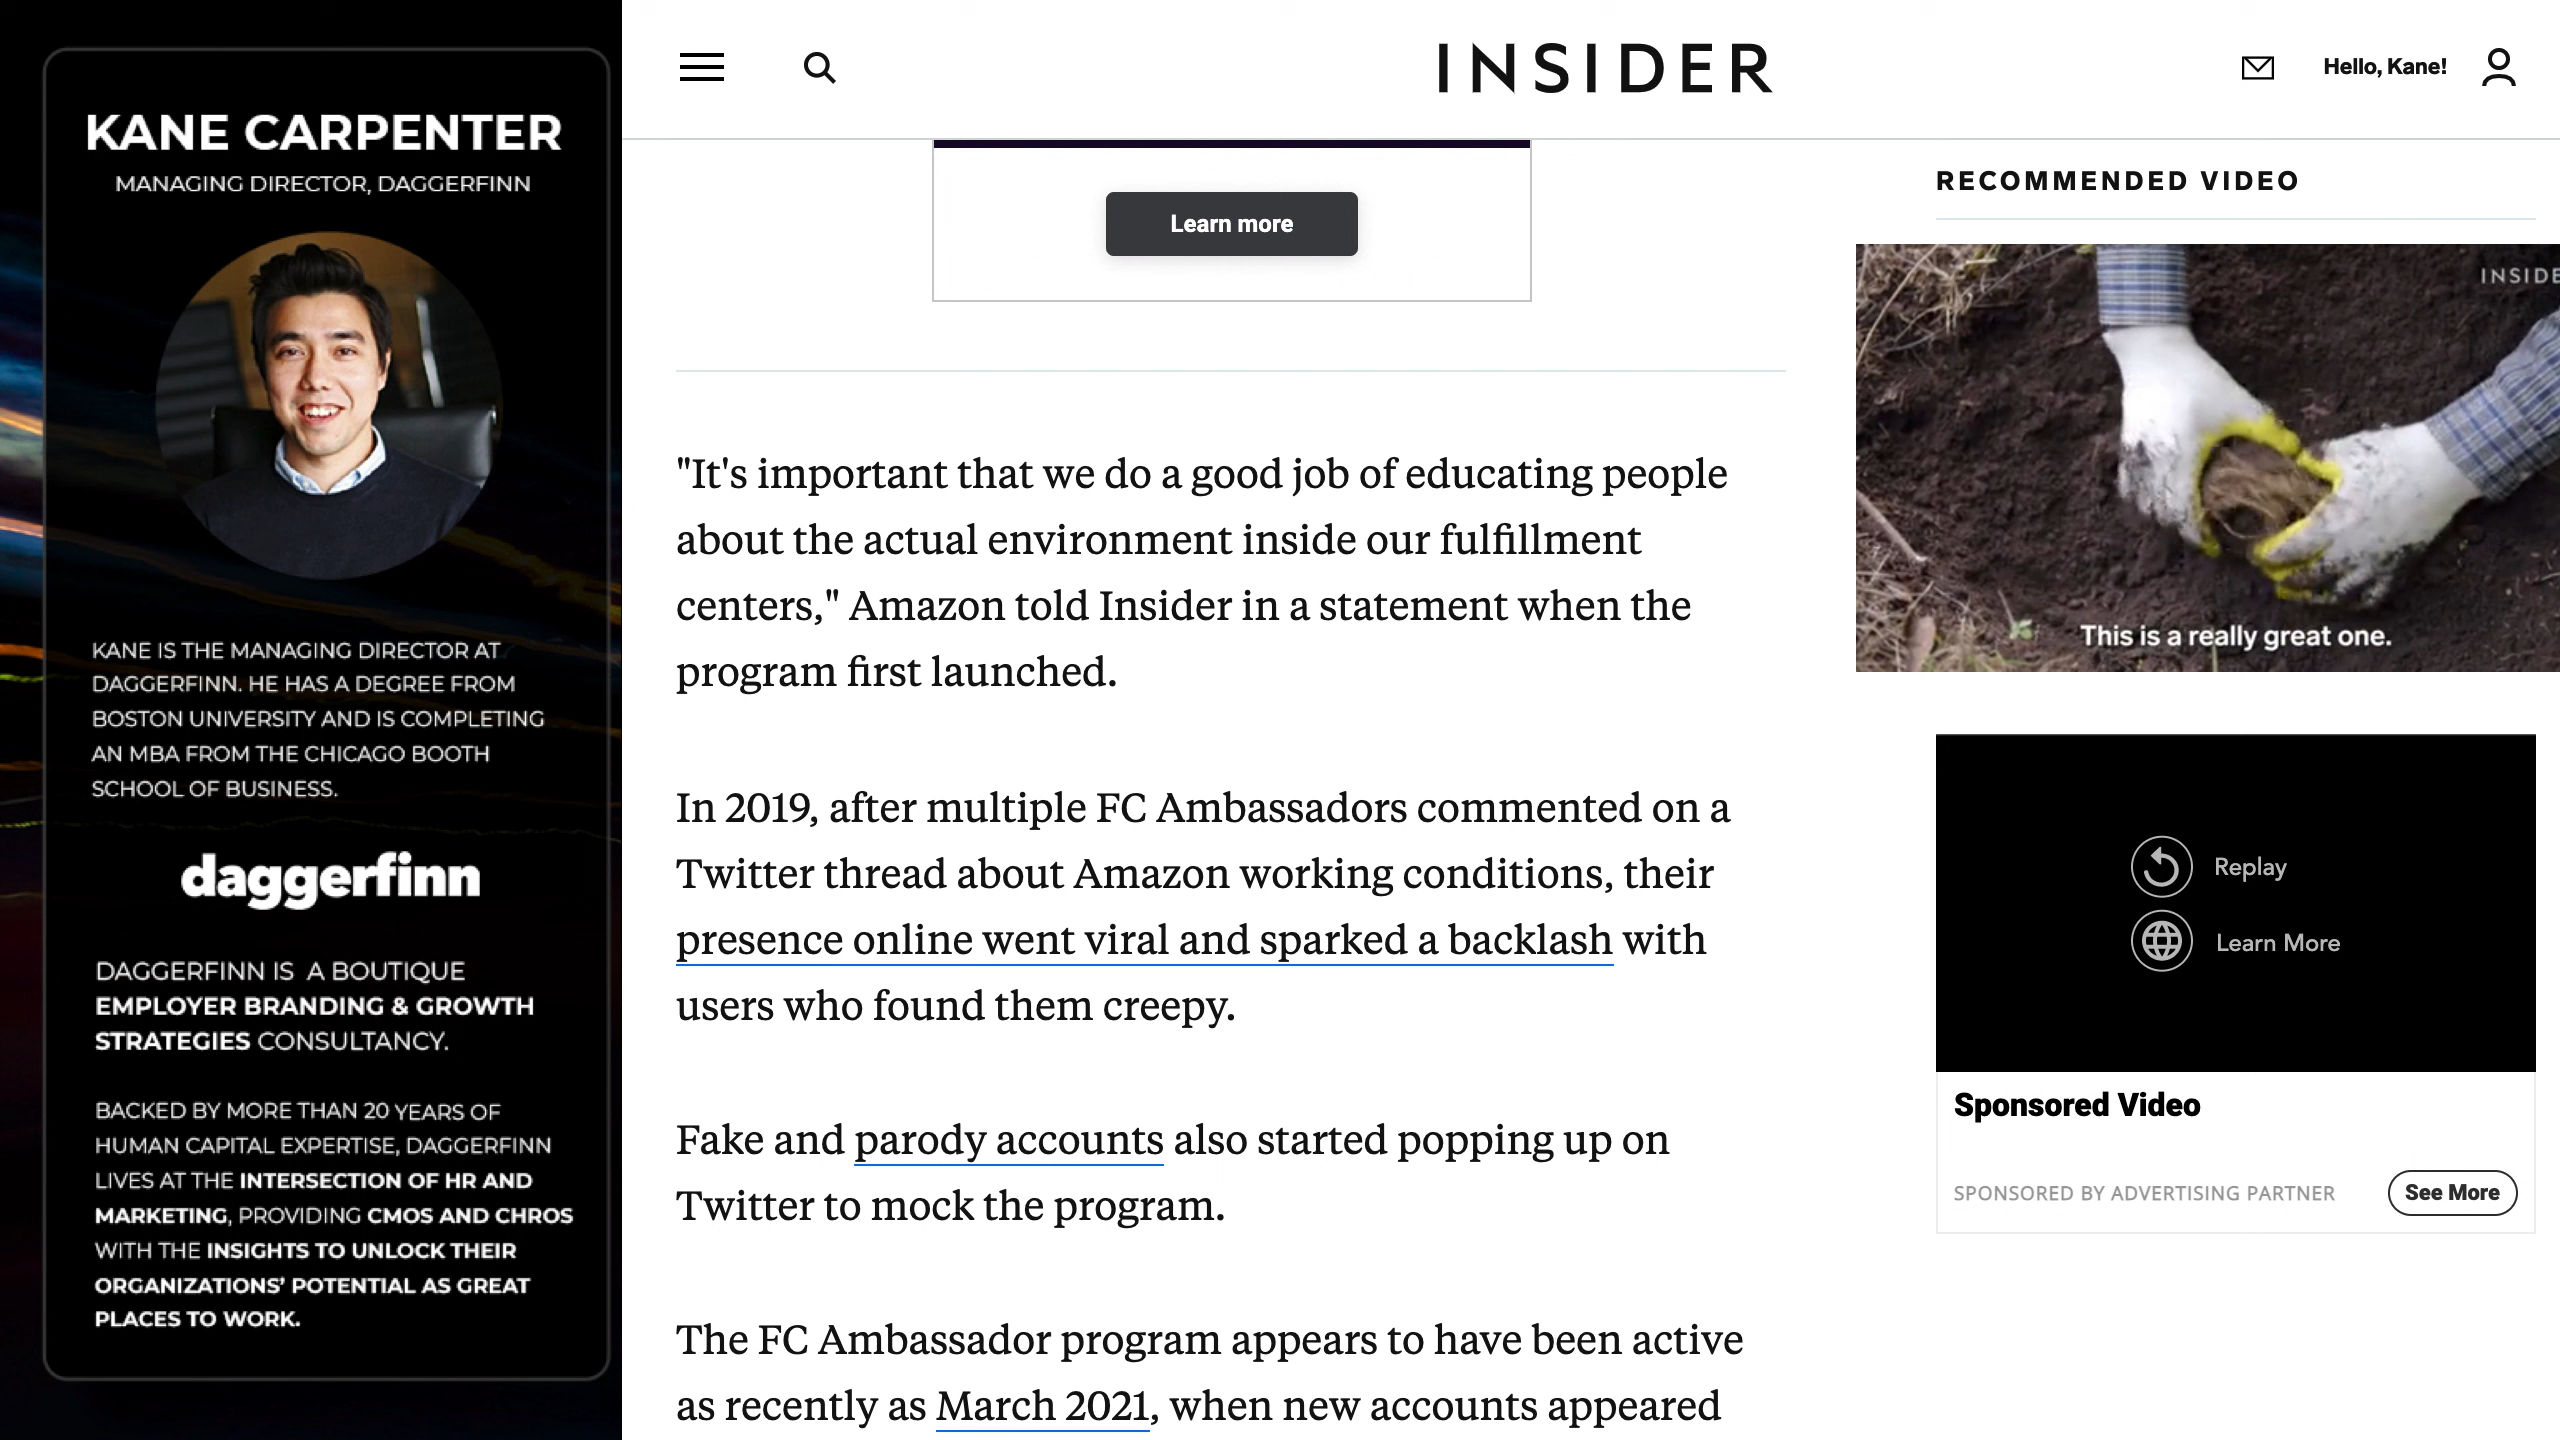 KANE CARPENTER
MANAGING DIRECTOR, DAGGERFINN
KANE IS THE MANAGING DIRECTOR AT
DAGGERFINN. HE HAS A DEGREE FROM
BOSTON UNIVERSITY AND IS COMPLETING
AN MBA FROM THE CHICAGO BOOTH
SCHOOL OF BUSINESS.
daggerfinn
DAGGERFINN IS A BOUTIQUE
EMPLOYER BRANDING & GROWTH
STRATEGIES CONSULTANCY.
BACKED BY MORE THAN 20 YEARS OF
HUMAN CAPITAL EXPERTISE, DAGGERFINN
LIVES AT THE INTERSECTION OF HR AND
MARKETING, PROVIDING CMOS AND CHROS
WITH THE INSIGHTS TO UNLOCK THEIR
ORGANIZATIONS' POTENTIAL AS GREAT
PLACES TO WORK.
INSIDER
Hello, Kane!
Learn more
"It's important that we do a good job of educating people
about the actual environment inside our fulfillment
centers," Amazon told Insider in a statement when the
program first launched.
In 2019, after multiple FC Ambassadors commented on a
Twitter thread about Amazon working conditions, their
presence online went viral and sparked a backlash with
users who found them creepy.
Fake and parody accounts also started popping up on
Twitter to mock the program.
The FC Ambassador program appears to have been active
as recently as March 2021, when new accounts appeared
RECOMMENDED VIDEO
INSIDE
This is a really great one.
Replay
Learn More
Sponsored Video
SPONSORED BY ADVERTISING PARTNER
See More